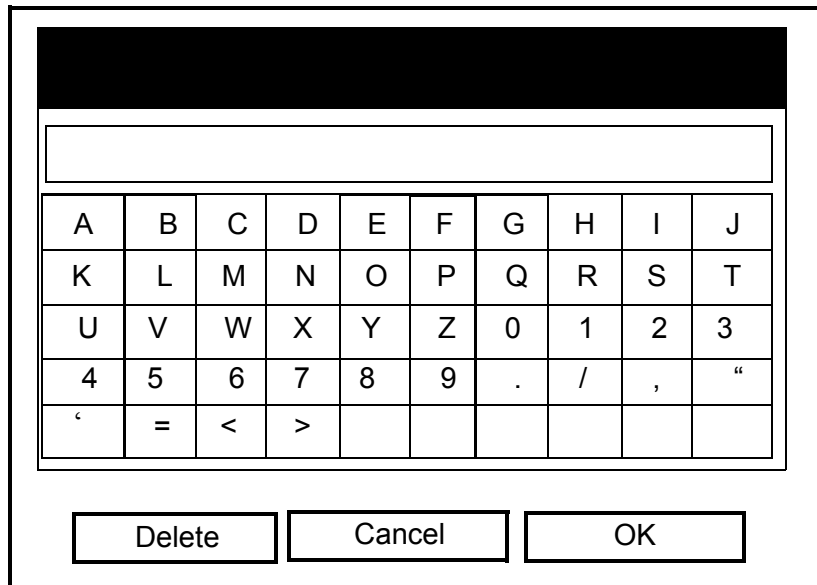 A B C D E F G H I J
K L M N O P Q R S T
U V W X Y Z 0 1 2 3
4 5 6 7 8 9 . / , “
‘ = < >
Delete Cancel OK